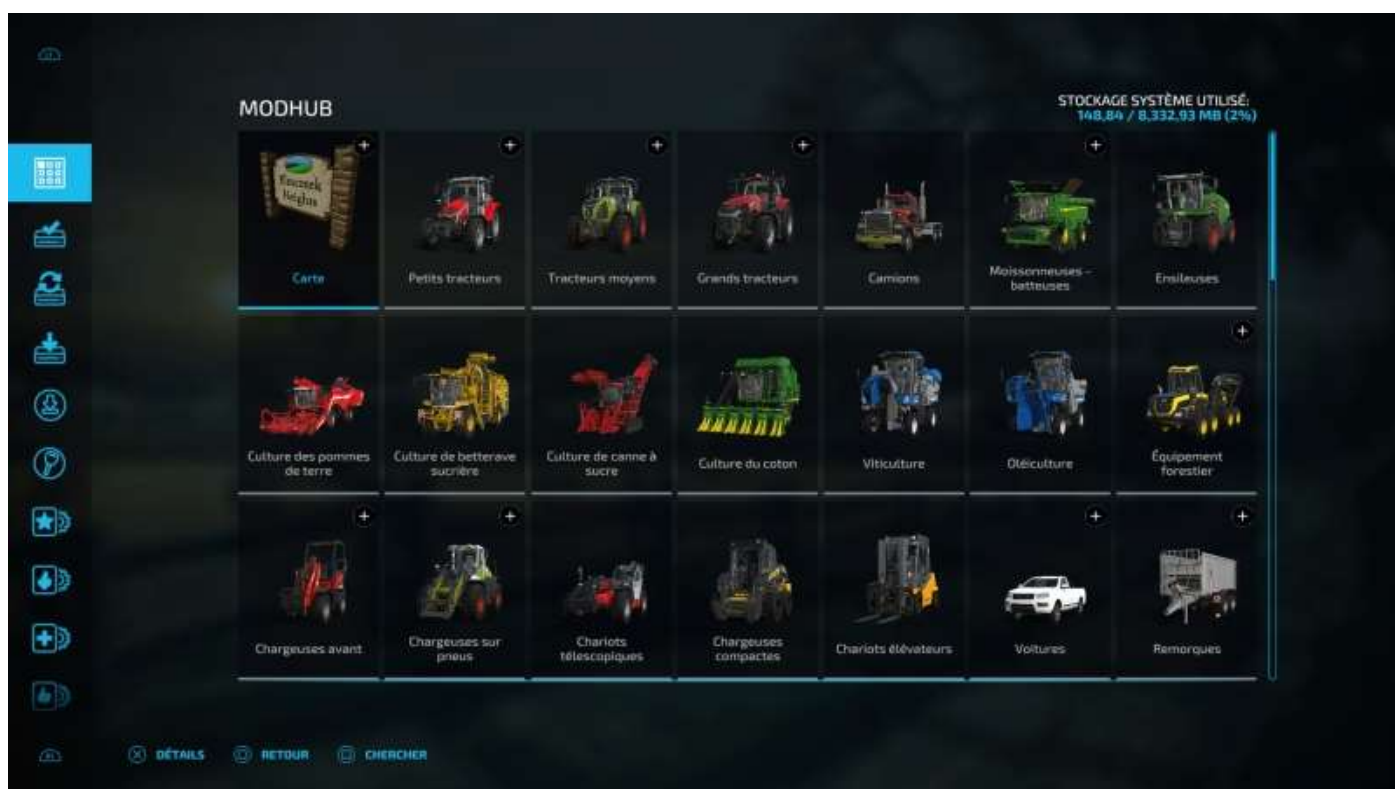 MODHUB
STOCKAGE SYSTÈME UTILISÉ:
148,84 / 8,332,93 MB (2%)
Carte
Petits tracteurs
Tracteurs moyens
Grands tracteurs
Camions
Moissonneuses -
batteuses
Ensileuses
Culture des pommes
de terre
Culture de betterave
sucrière
Culture de canne à
sucre
Culture du coton
Viticulture
Oléiculture
Équipement
forestier
Chargeuses avant
Chargeuses sur
pneus
Chariots
télescopiques
Chargeuses
compactes
Chariots élévateurs
Voitures
Remorques
DÉTAILS
RETOUR
CHERCHER